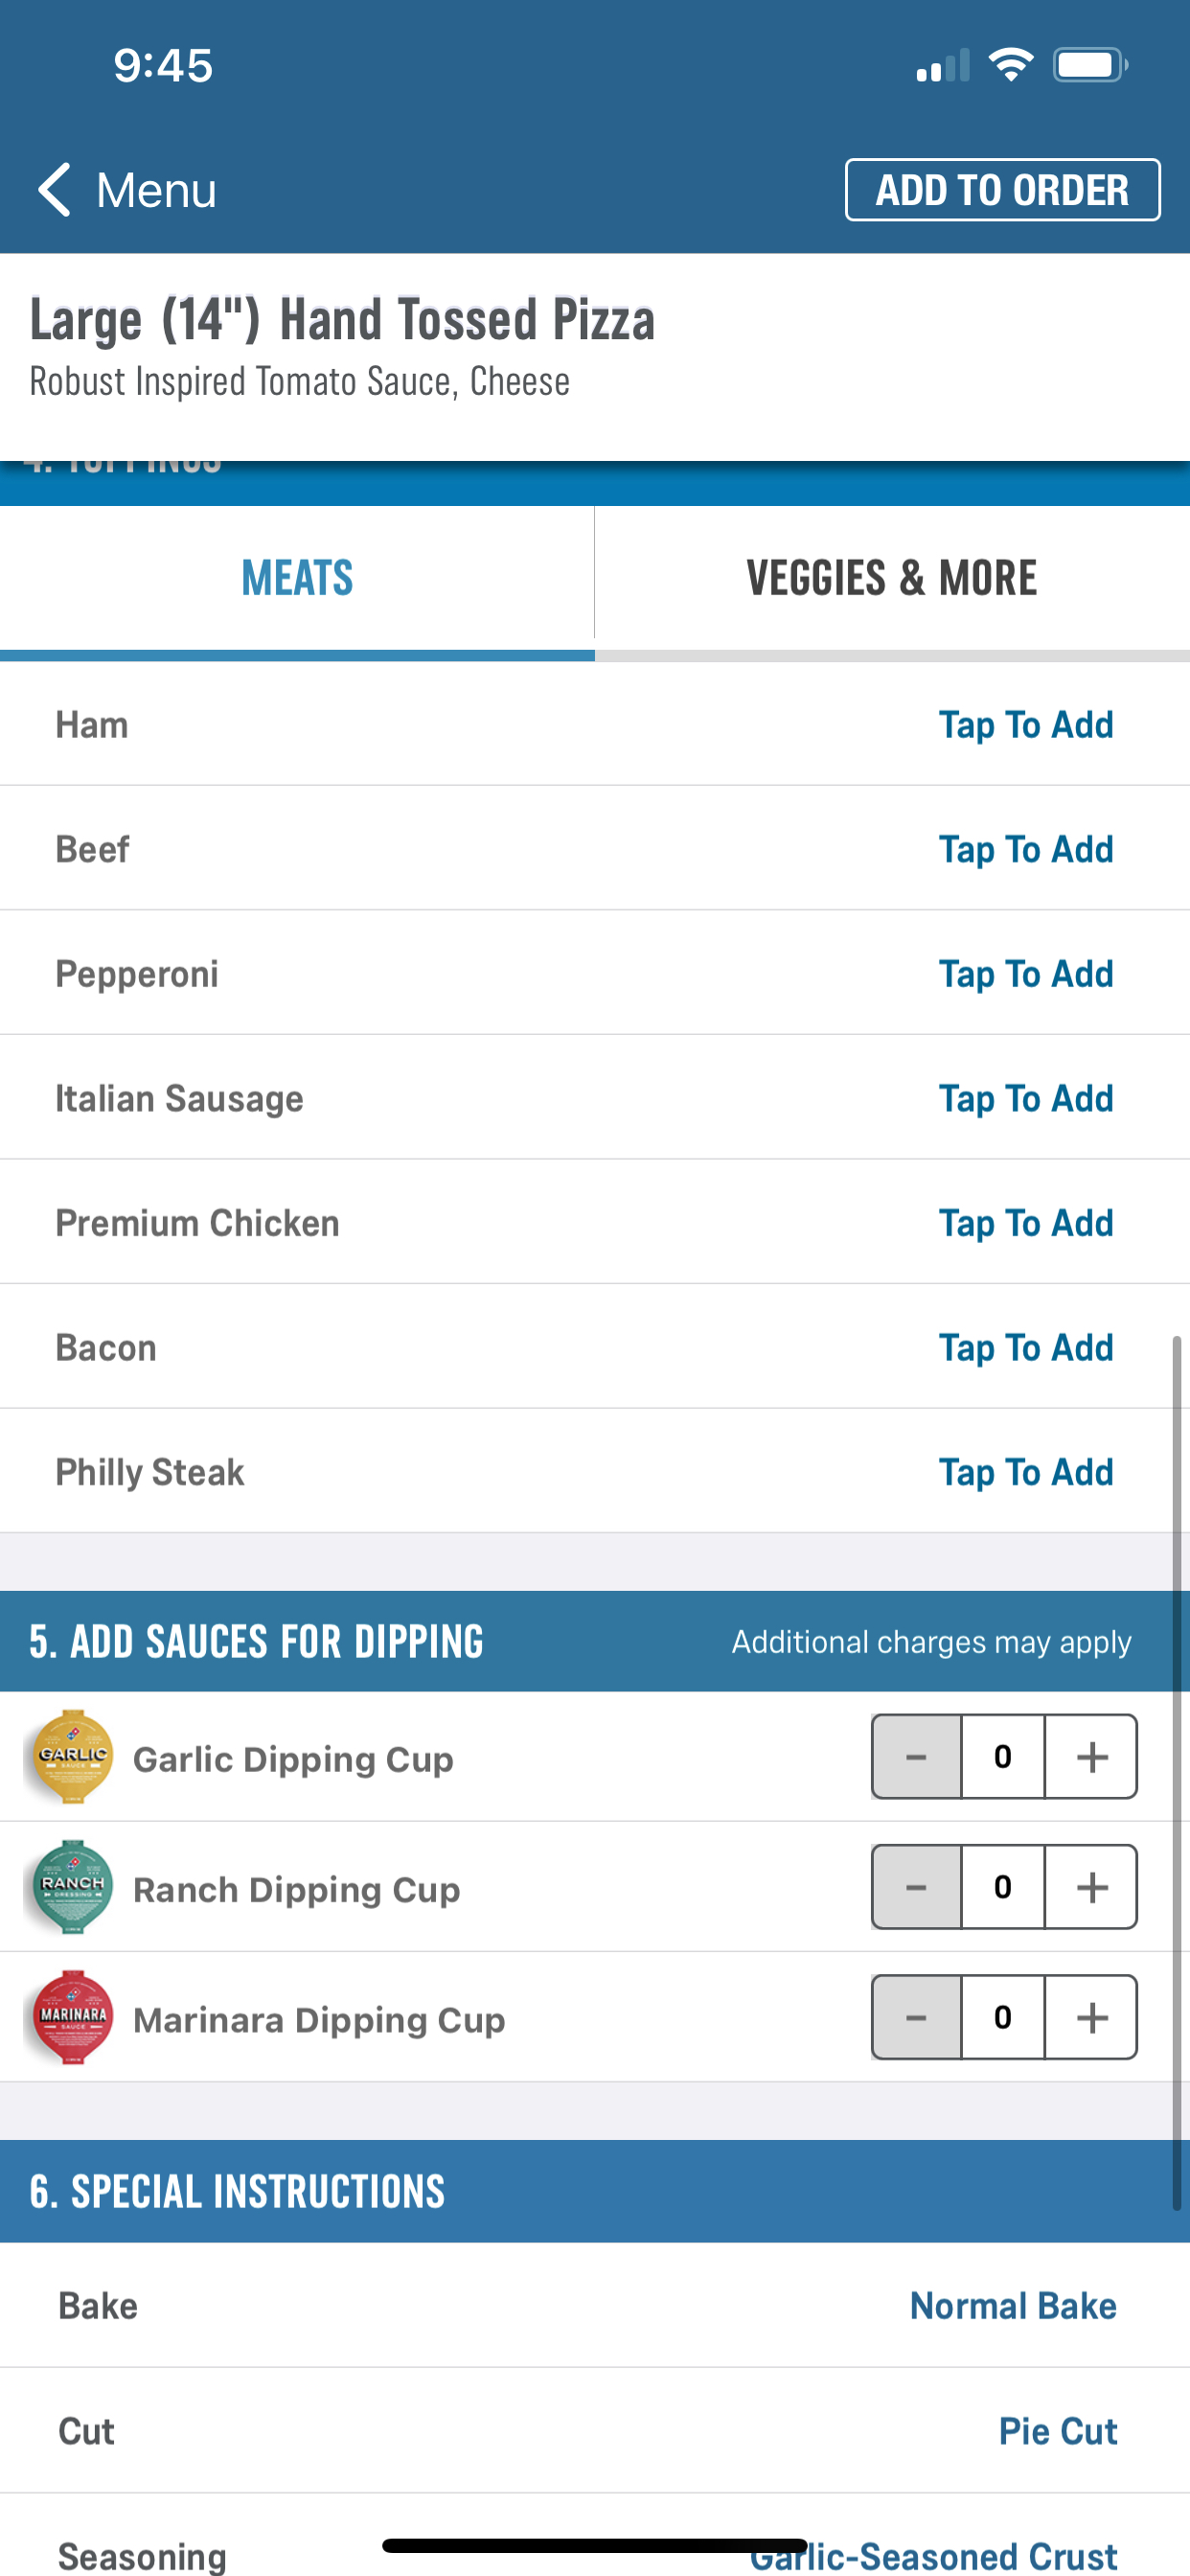 9:45
Menu
ADD TO ORDER
Large (14") Hand Tossed Pizza
Robust Inspired Tomato Sauce, Cheese
4. TOPPINGS
MEATS
VEGGIES & MORE
Ham Tap To Add
Beef Tap To Add
Pepperoni Tap To Add
Italian Sausage Tap To Add
Premium Chicken Tap To Add
Bacon Tap To Add
Philly Steak Tap To Add
5. ADD SAUCES FOR DIPPING Additional charges may apply
GARLIC
SAUCE
Garlic Dipping Cup - 0 +
RANCH
DRESSING
Ranch Dipping Cup - 0 +
MARINARA
SAUCE
Marinara Dipping Cup - 0 +
6. SPECIAL INSTRUCTIONS
Bake Normal Bake
Cut Pie Cut
Seasoning Garlic-Seasoned Crust